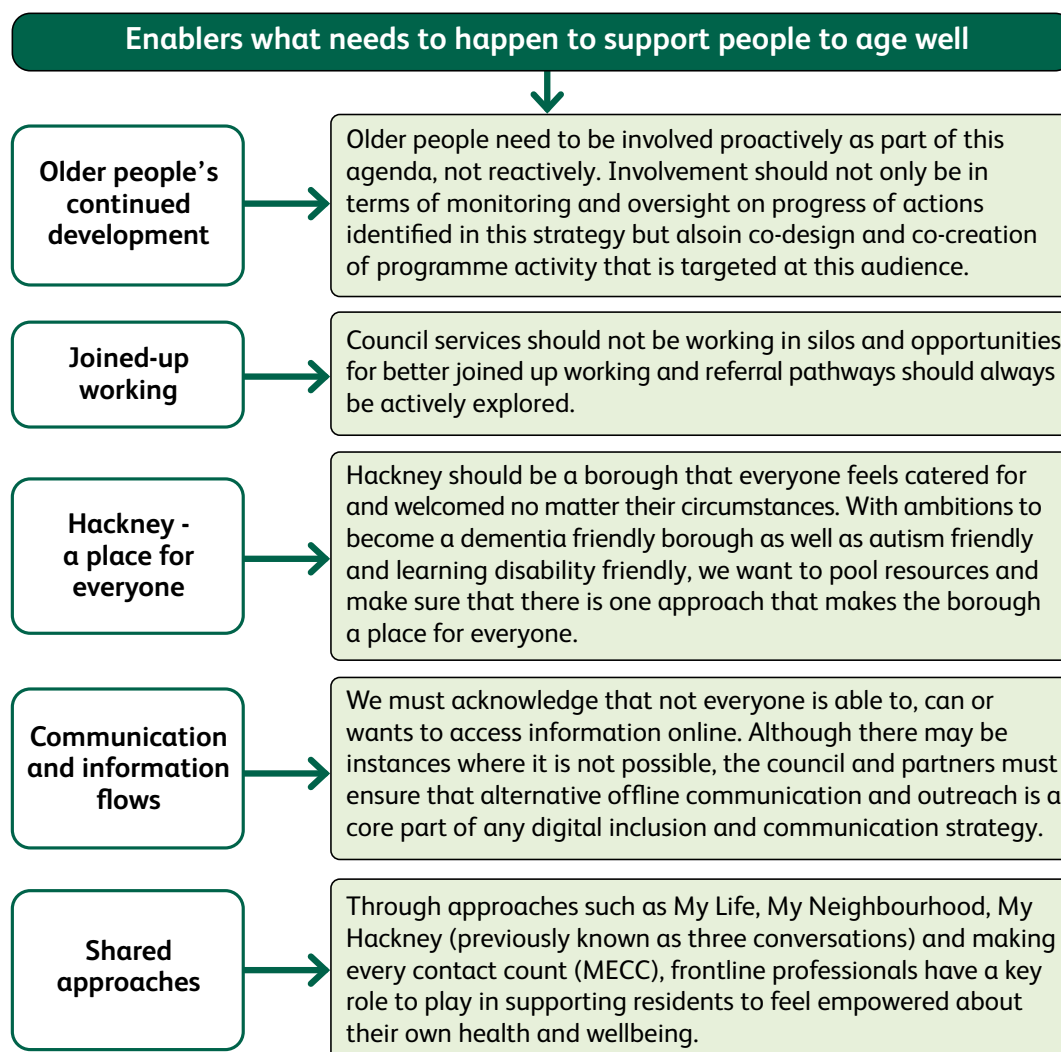 Enablers what needs to happen to support people to age well
Older people's
continued
development
Older people need to be involved proactively as part of this
agenda, not reactively. Involvement should not only be in
terms of monitoring and oversight on progress of actions
identified in this strategy but alsoin co-design and co-creation
of programme activity that is targeted at this audience.
Joined-up
working
Council services should not be working in silos and opportunities
for better joined up working and referral pathways should always
be actively explored.
Hackney -
a place for
everyone
Hackney should be a borough that everyone feels catered for
and welcomed no matter their circumstances. With ambitions to
become a dementia friendly borough as well as autism friendly
and learning disability friendly, we want to pool resources and
make sure that there is one approach that makes the borough
a place for everyone.
Communication
and information
flows
We must acknowledge that not everyone is able to, can or
wants to access information online. Although there may be
instances where it is not possible, the council and partners must
ensure that alternative offline communication and outreach is a
core part of any digital inclusion and communication strategy.
Shared
approaches
Through approaches such as My Life, My Neighbourhood, My
Hackney (previously known as three conversations) and making
every contact count (MECC), frontline professionals have a key
role to play in supporting residents to feel empowered about
their own health and wellbeing.